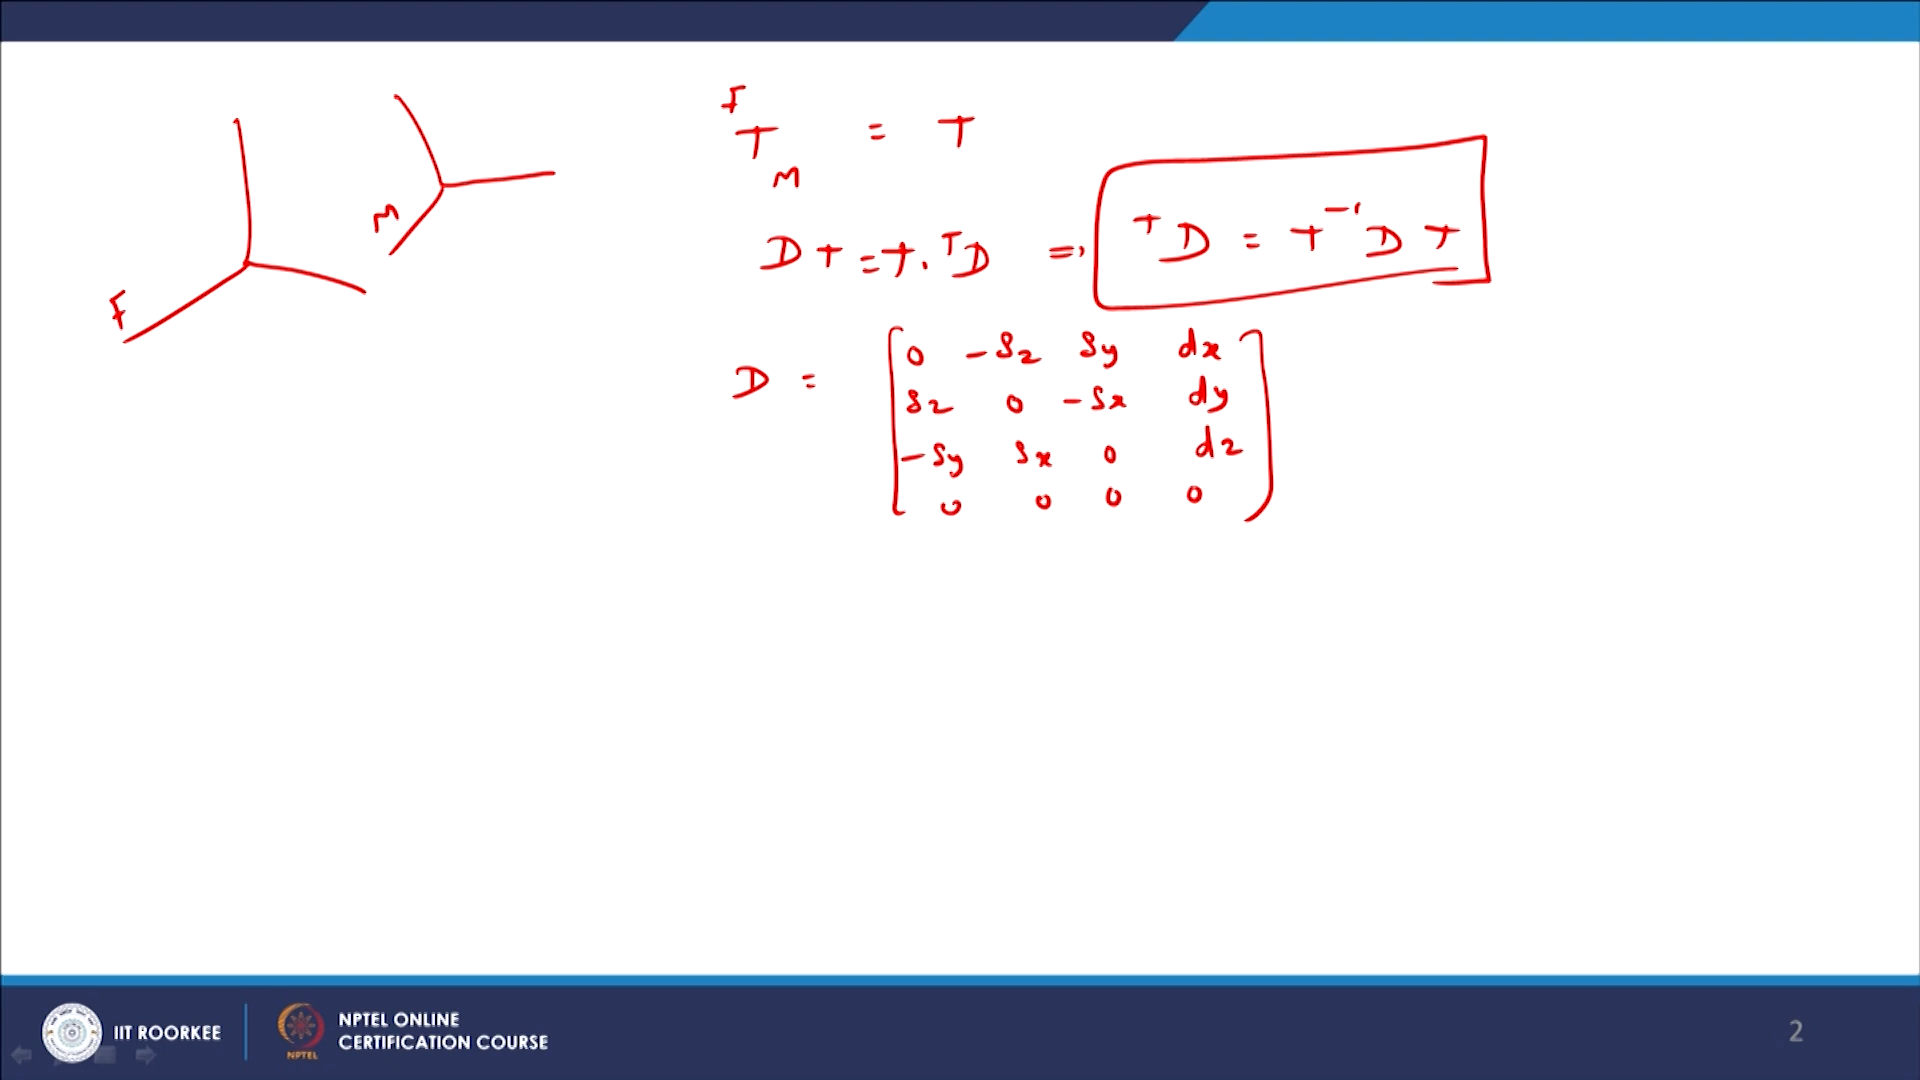 F
M
F
T
M
= T
D T = T . ᵀD ⇒ ᵀD = T⁻¹ D T
D = [ 0 -δz δy dx
δz 0 -δx dy
-δy δx 0 dz
0 0 0 0 ]
IIT ROORKEE
NPTEL
NPTEL ONLINE
CERTIFICATION COURSE
2